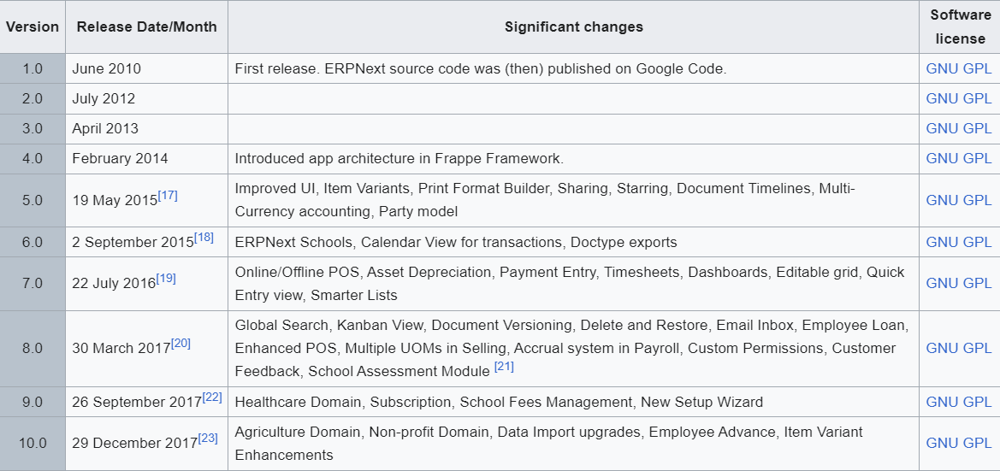 Version Release Date/Month Significant changes Software license
1.0 June 2010 First release. ERPNext source code was (then) published on Google Code. GNU GPL
2.0 July 2012 GNU GPL
3.0 April 2013 GNU GPL
4.0 February 2014 Introduced app architecture in Frappe Framework. GNU GPL
5.0 19 May 2015[17] Improved UI, Item Variants, Print Format Builder, Sharing, Starring, Document Timelines, Multi-
Currency accounting, Party model GNU GPL
6.0 2 September 2015[18] ERPNext Schools, Calendar View for transactions, Doctype exports GNU GPL
7.0 22 July 2016[19] Online/Offline POS, Asset Depreciation, Payment Entry, Timesheets, Dashboards, Editable grid, Quick
Entry view, Smarter Lists GNU GPL
8.0 30 March 2017[20] Global Search, Kanban View, Document Versioning, Delete and Restore, Email Inbox, Employee Loan,
Enhanced POS, Multiple UOMs in Selling, Accrual system in Payroll, Custom Permissions, Customer
Feedback, School Assessment Module [21] GNU GPL
9.0 26 September 2017[22] Healthcare Domain, Subscription, School Fees Management, New Setup Wizard GNU GPL
10.0 29 December 2017[23] Agriculture Domain, Non-profit Domain, Data Import upgrades, Employee Advance, Item Variant
Enhancements GNU GPL